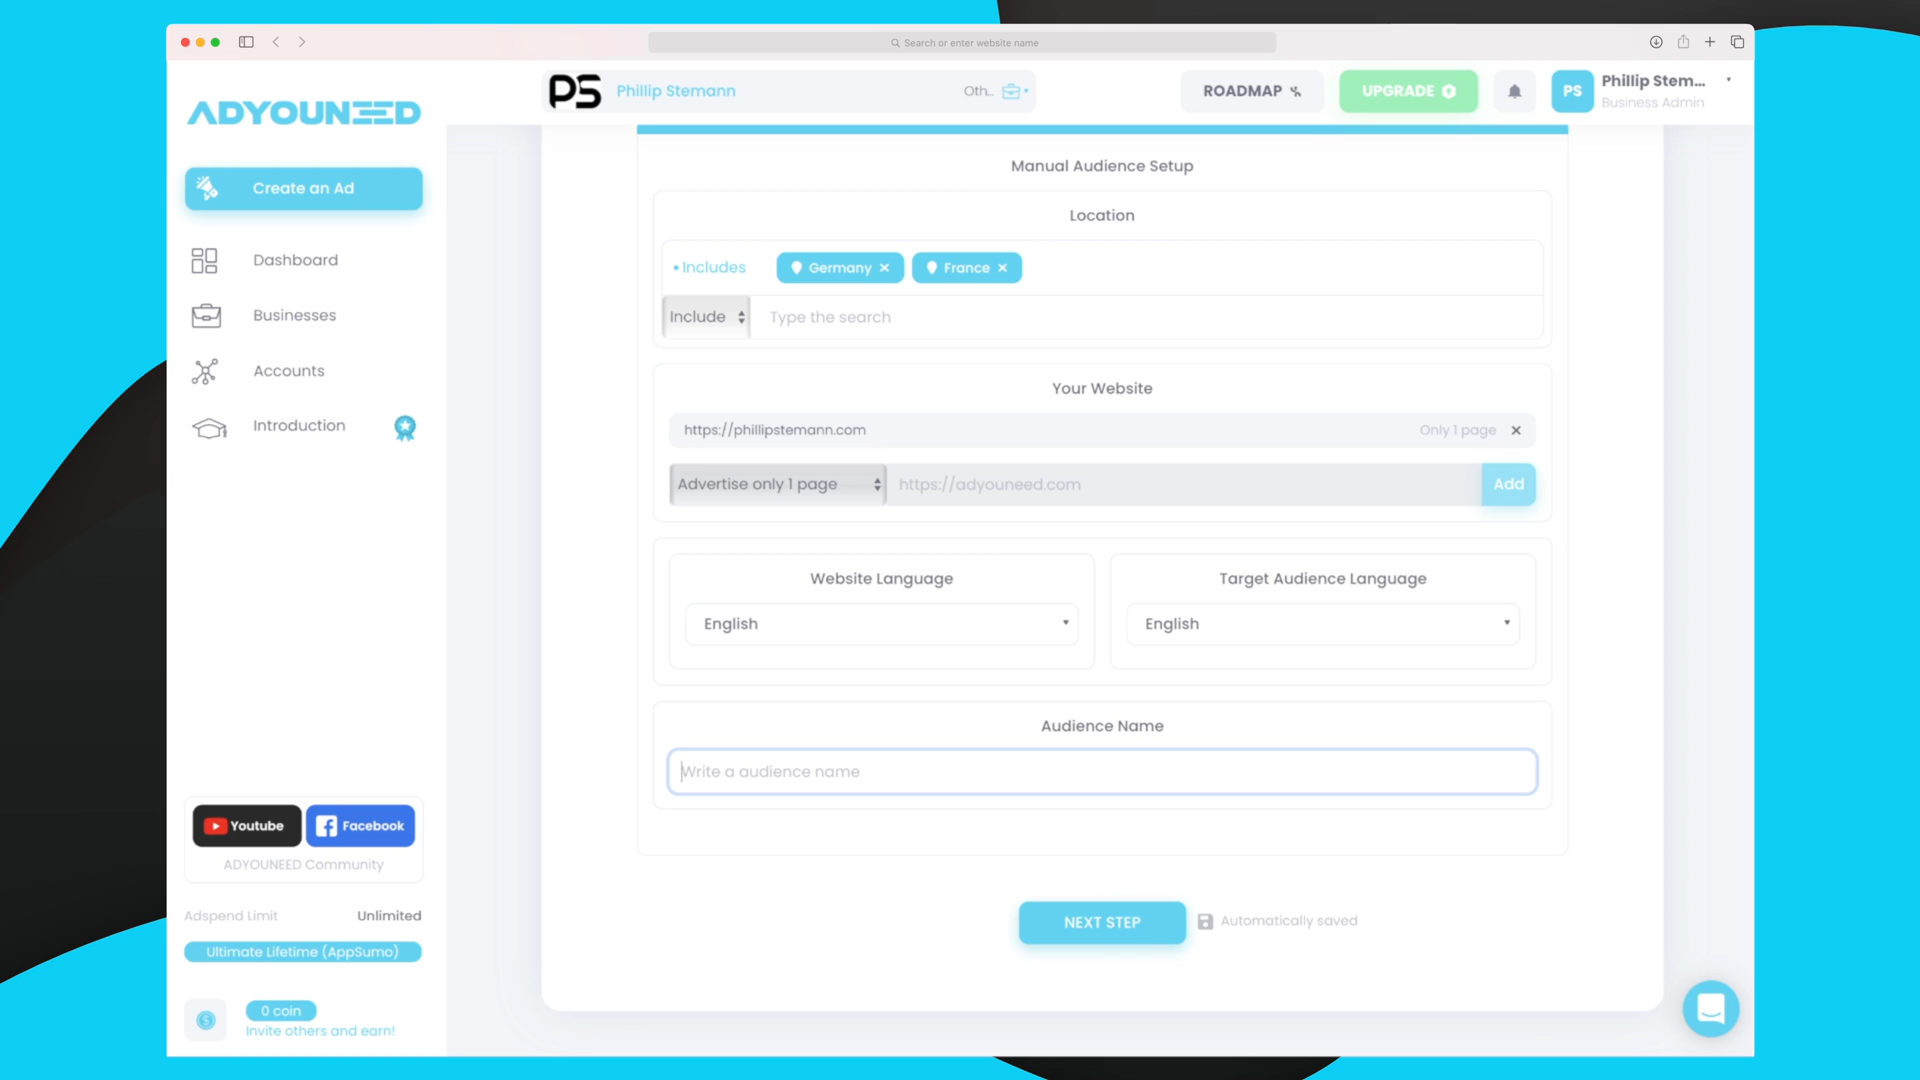 Search or enter website name
ADYOUNEED
PS
Phillip Stemann
Oth..
ROADMAP
UPGRADE
PS
Phillip Stem...
Business Admin
Create an Ad
Dashboard
Businesses
Accounts
Introduction
Manual Audience Setup
Location
• Includes
Germany ×
France ×
Include
Type the search
Your Website
https://phillipstemann.com
Only 1 page ×
Advertise only 1 page
https://adyouneed.com
Add
Website Language
English
Target Audience Language
English
Audience Name
Write a audience name
NEXT STEP
Automatically saved
Youtube
Facebook
ADYOUNEED Community
Adspend Limit
Unlimited
Ultimate Lifetime (AppSumo)
0 coin
Invite others and earn!